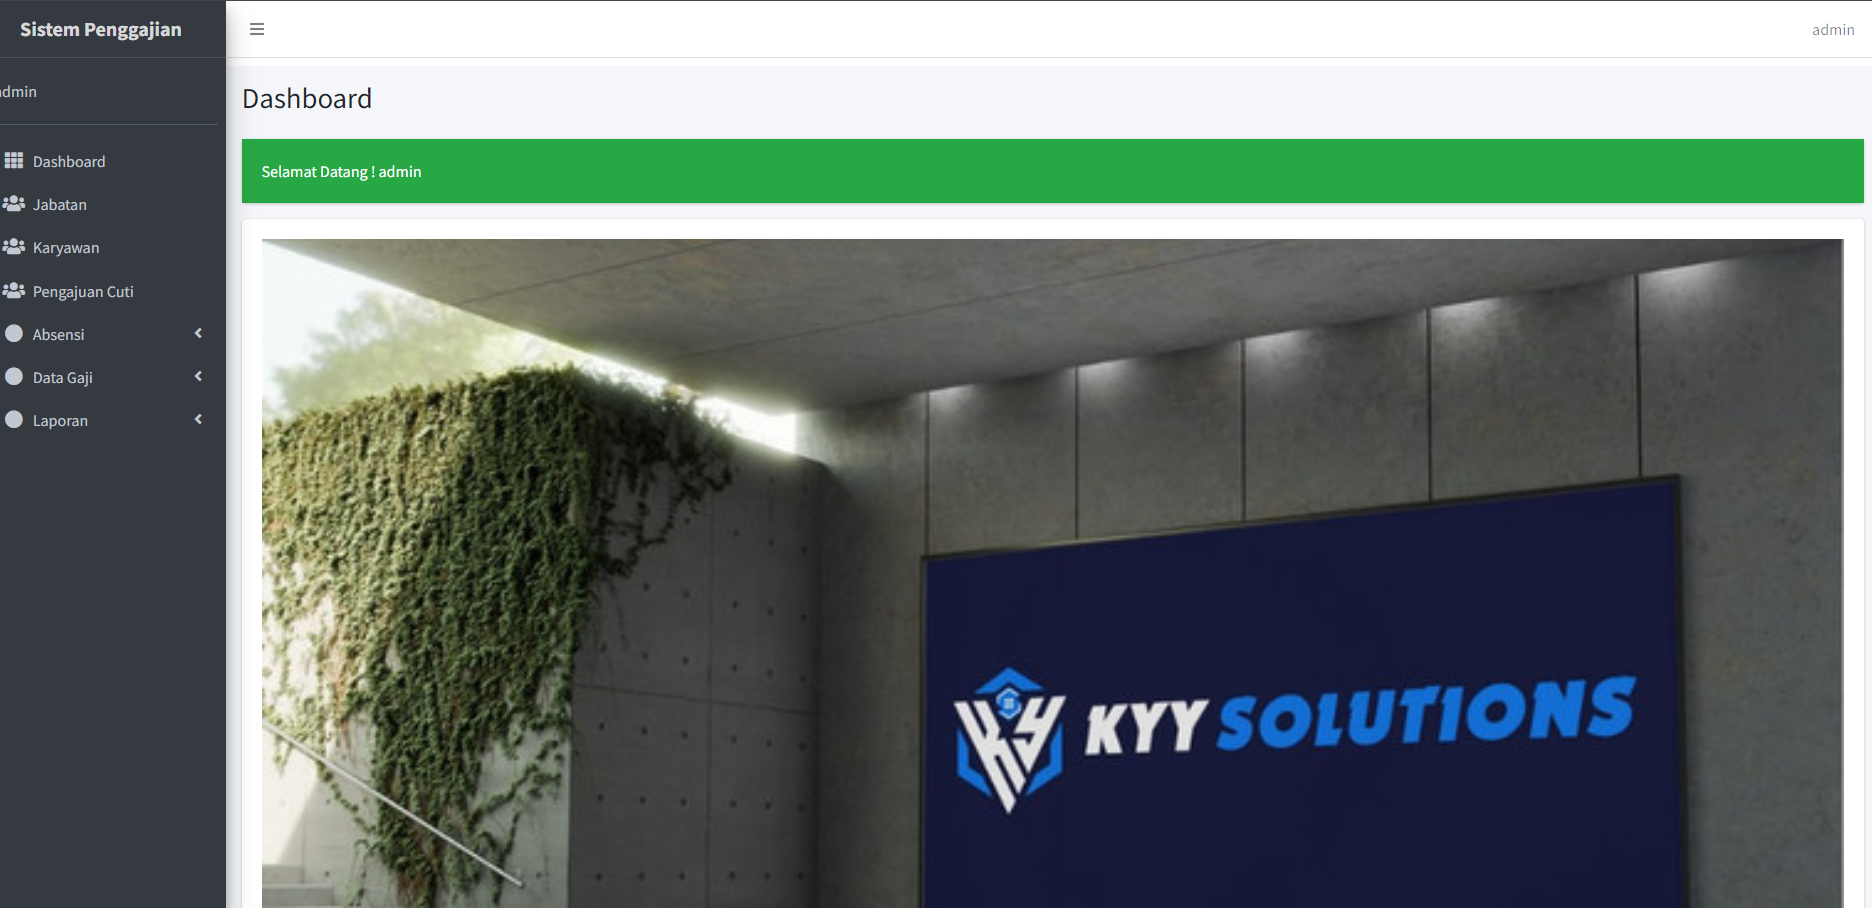 Sistem Penggajian
admin
dmin
Dashboard
Selamat Datang ! admin
Dashboard
Jabatan
Karyawan
Pengajuan Cuti
Absensi
Data Gaji
Laporan
KYY SOLUTIONS